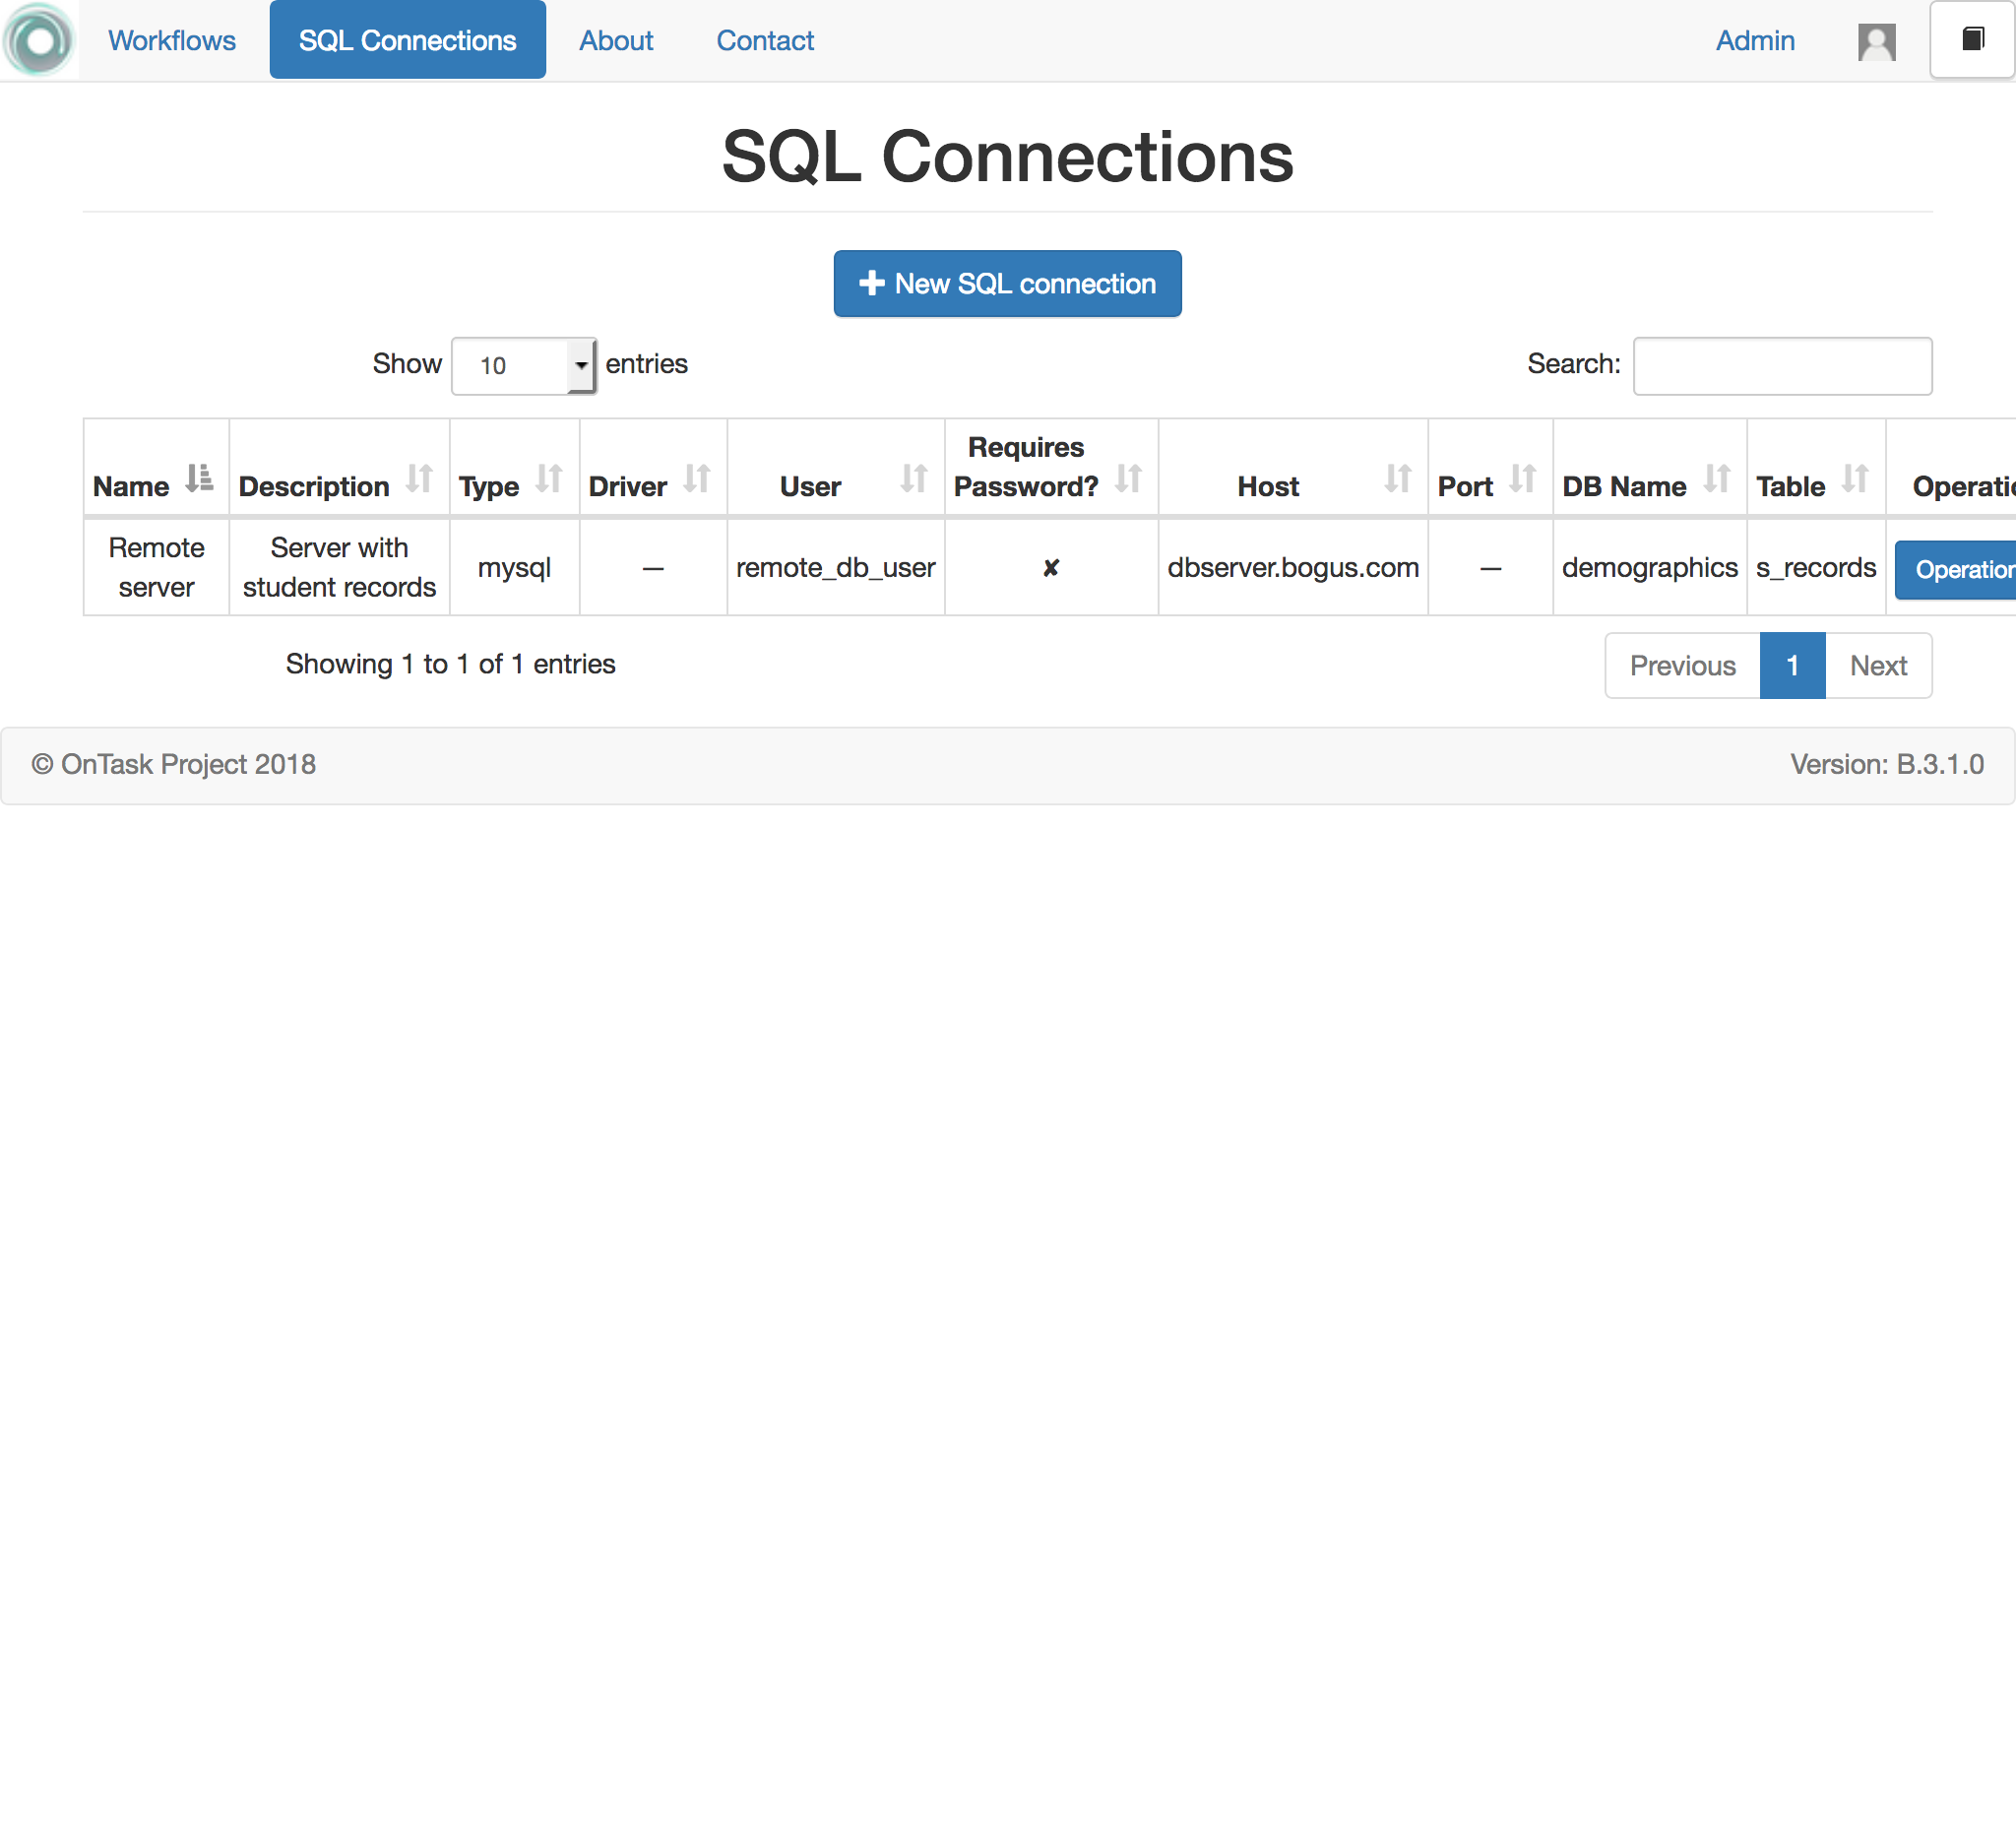 Workflows SQL Connections About Contact Admin
SQL Connections
New SQL connection
Show 10 entries Search:
Name Description Type Driver User Requires Password? Host Port DB Name Table Operatio
Remote server Server with student records mysql — remote_db_user ✘ dbserver.bogus.com — demographics s_records Operation
Showing 1 to 1 of 1 entries Previous 1 Next
© OnTask Project 2018 Version: B.3.1.0